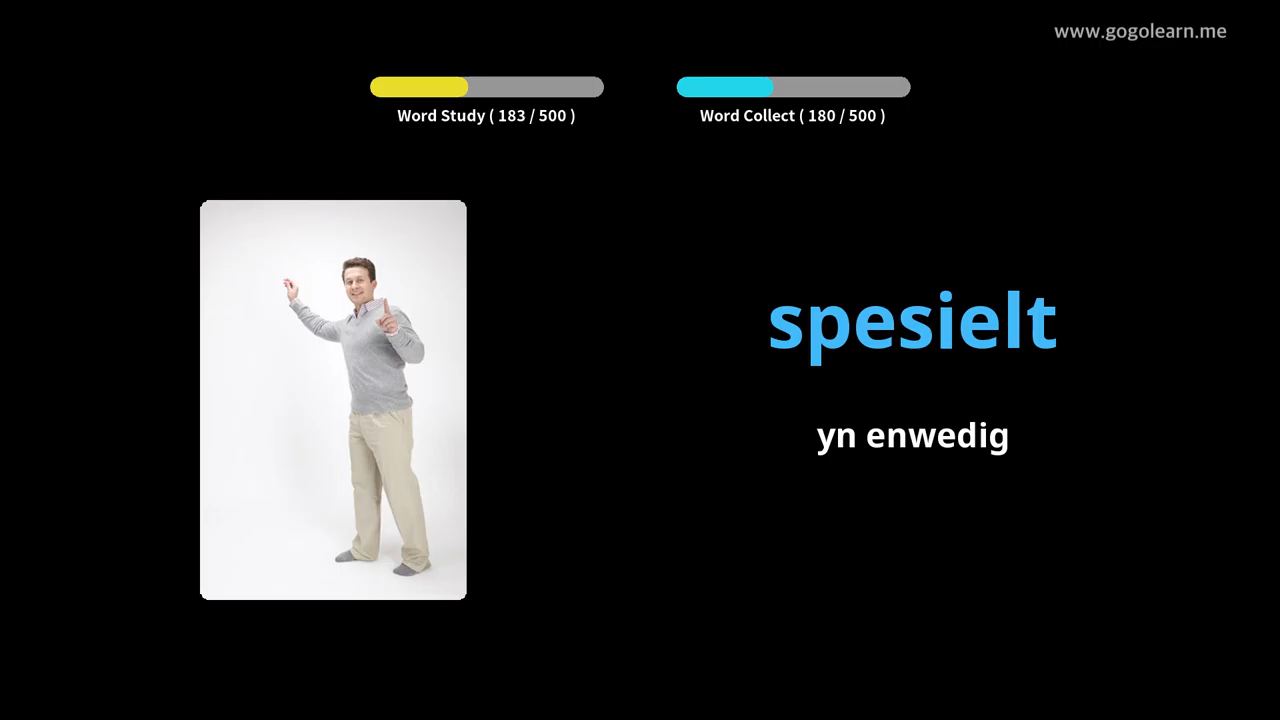 www.gogolearn.me
Word Study ( 183 / 500 )
Word Collect ( 180 / 500 )
spesielt
yn enwedig